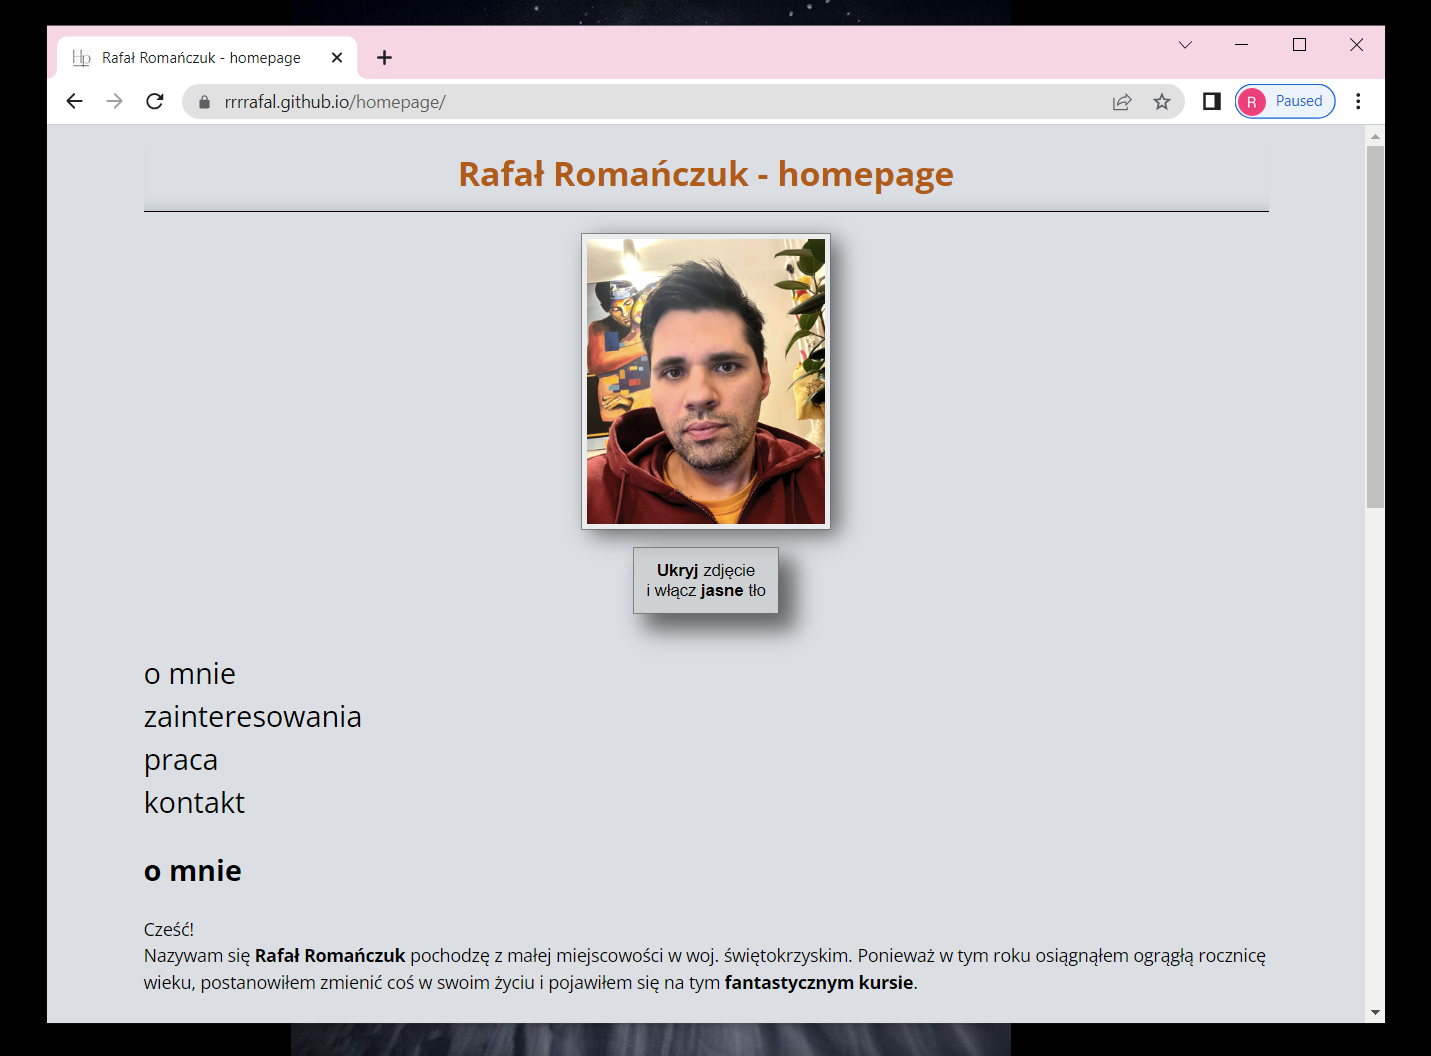 Rafał Romańczuk - homepage
rrrrafal.github.io/homepage/
R Paused
Rafał Romańczuk - homepage
Ukryj zdjęcie
i włącz jasne tło
o mnie
zainteresowania
praca
kontakt
o mnie
Cześć!
Nazywam się Rafał Romańczuk pochodzę z małej miejscowości w woj. świętokrzyskim. Ponieważ w tym roku osiągnąłem ogrągłą rocznicę
wieku, postanowiłem zmienić coś w swoim życiu i pojawiłem się na tym fantastycznym kursie.